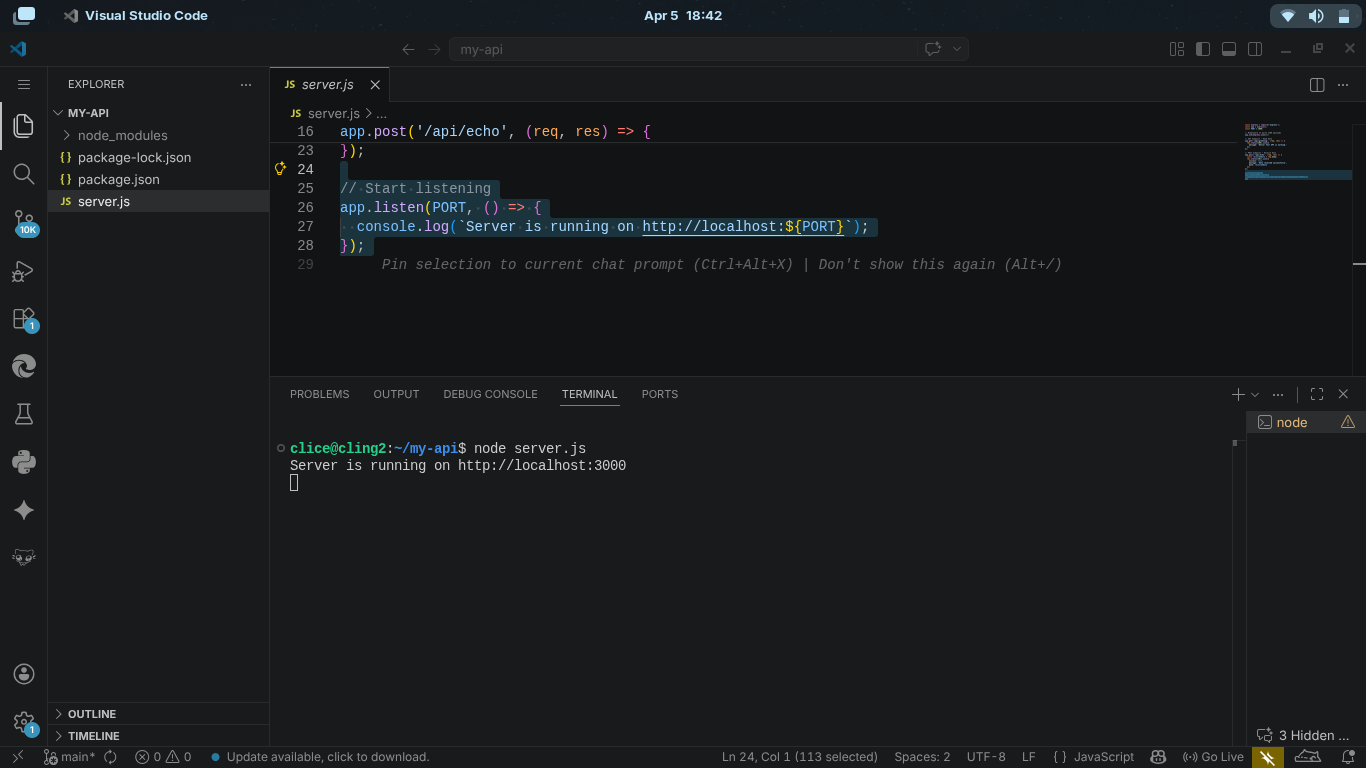 Visual Studio Code
Apr 5 18:42
my-api
EXPLORER
MY-API
node_modules
{} package-lock.json
{} package.json
JS server.js
JS server.js
JS server.js > ...
16 app.post('/api/echo', (req, res) => {
23 });
24
25 // Start listening
26 app.listen(PORT, () => {
27 console.log(`Server is running on http://localhost:${PORT}`);
28 });
29 Pin selection to current chat prompt (Ctrl+Alt+X) | Don't show this again (Alt+/)
10K
1
1
PROBLEMS
OUTPUT
DEBUG CONSOLE
TERMINAL
PORTS
clice@cling2:~/my-api$ node server.js
Server is running on http://localhost:3000
node
3 Hidden ...
OUTLINE
TIMELINE
main*
0
0
Update available, click to download.
Ln 24, Col 1 (113 selected)
Spaces: 2
UTF-8
LF
{ } JavaScript
Go Live